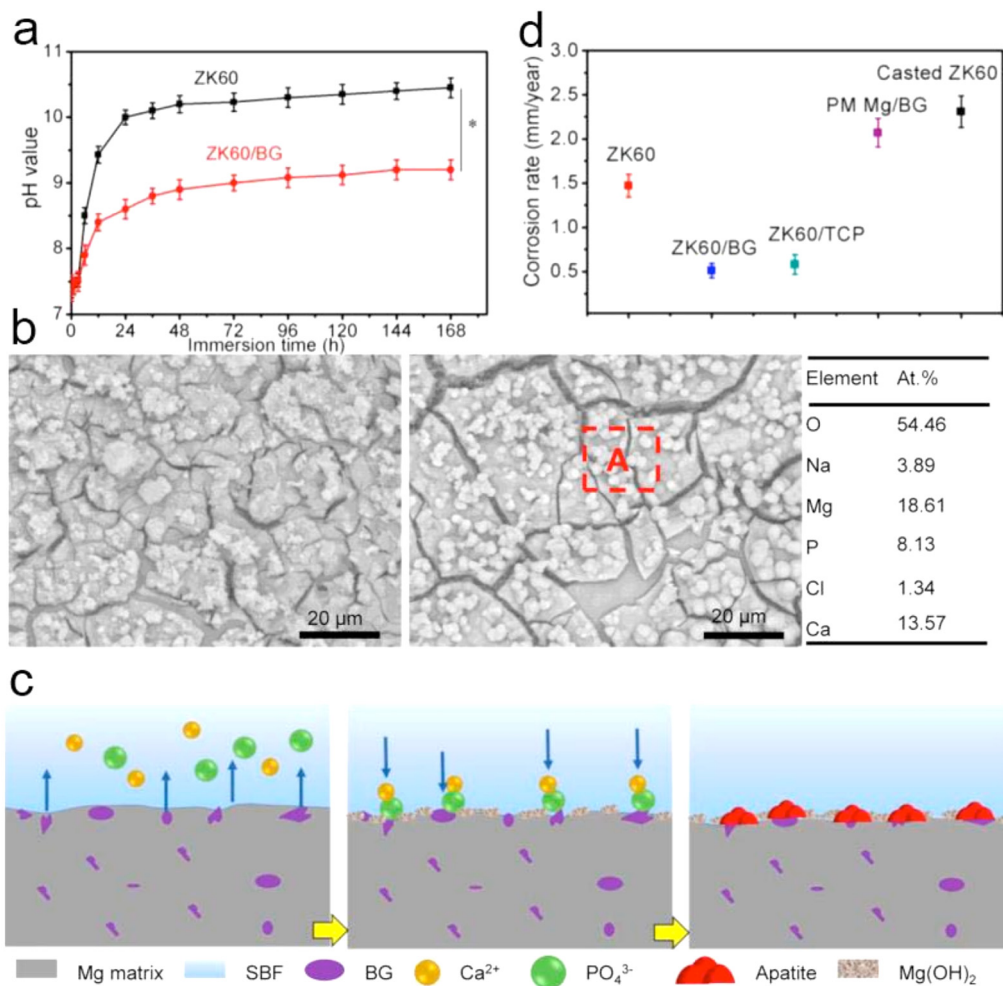 a
pH value
11
10
9
8
7
ZK60
ZK60/BG
*
0 24 48 72 96 120 144 168
Immersion time (h)
d
Corrosion rate (mm/year)
3.0
2.5
2.0
1.5
1.0
0.5
ZK60
ZK60/BG
ZK60/TCP
PM Mg/BG
Casted ZK60
b
20 µm
A
20 µm
Element At.%
O 54.46
Na 3.89
Mg 18.61
P 8.13
Cl 1.34
Ca 13.57
c
Mg matrix SBF BG Ca²⁺ PO₄³⁻ Apatite Mg(OH)₂